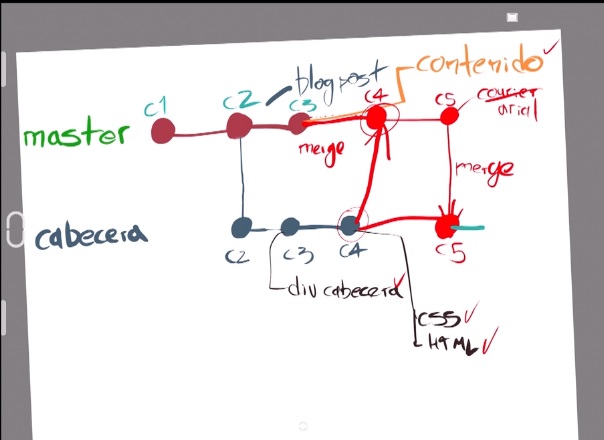 contenido
blogpost
C1 C2 C3 C4 C5
courier
arial
master
merge
merge
cabecera
C2 C3 C4 C5
div cabecera
CSS
HTML